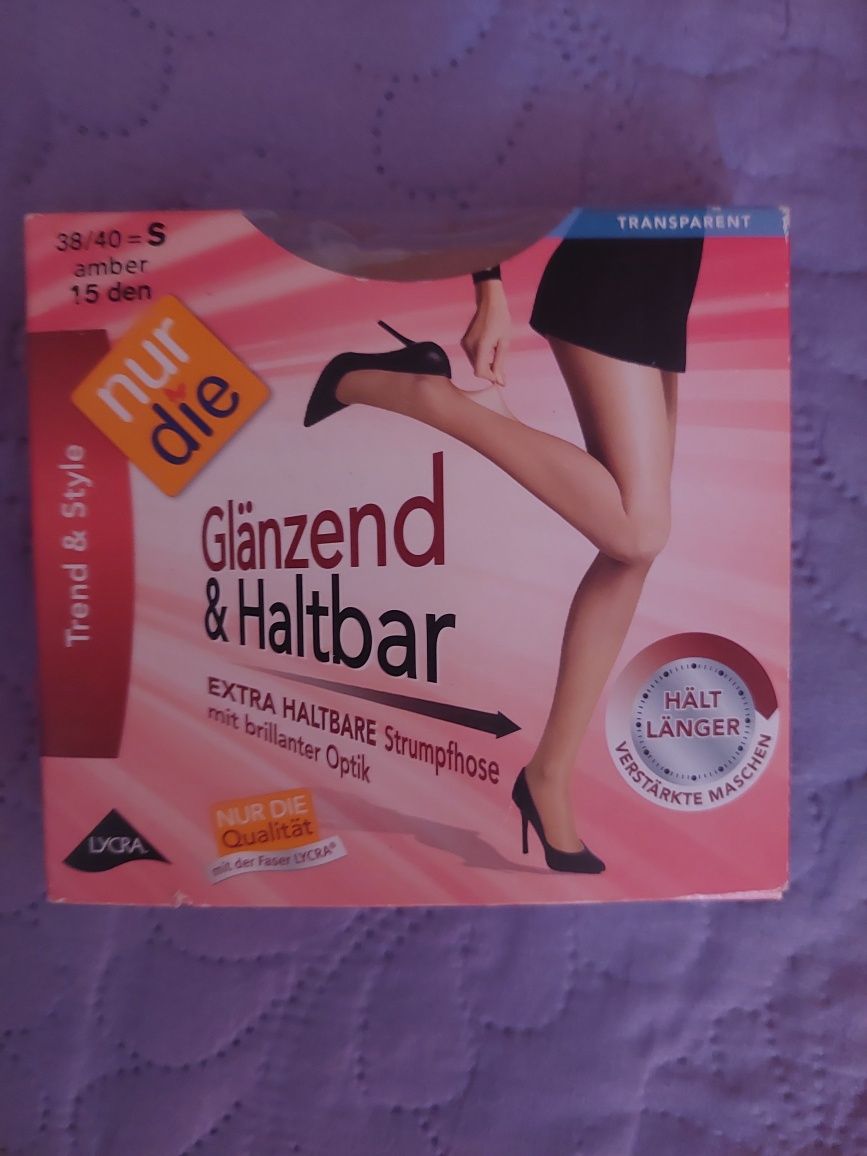 38/40 = S
amber
15 den
TRANSPARENT
nur
die
Trend & Style
Glänzend
& Haltbar
EXTRA HALTBARE Strumpfhose
mit brillanter Optik
HÄLT
LÄNGER
VERSTÄRKTE MASCHEN
LYCRA
NUR DIE
Qualität
mit der Faser LYCRA®